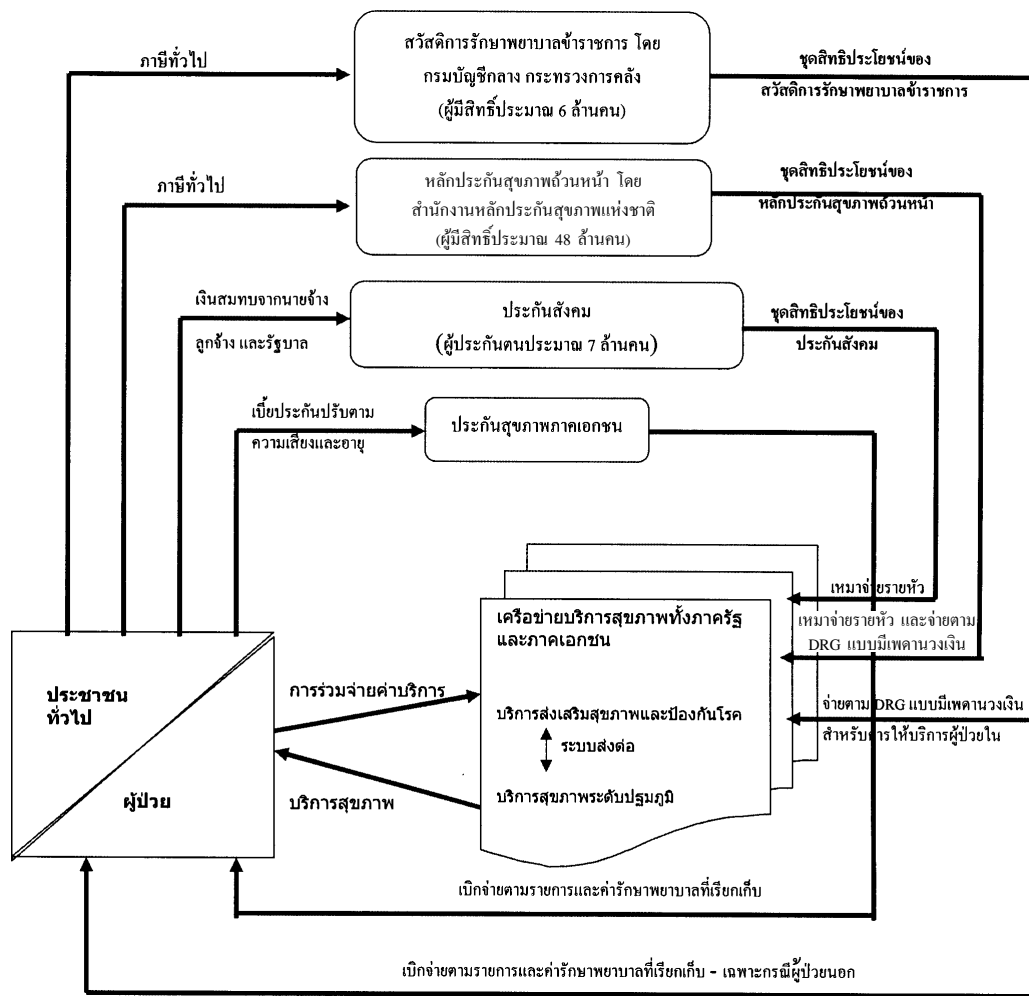 ภาษีทั่วไป
สวัสดิการรักษาพยาบาลข้าราชการ โดย
กรมบัญชีกลาง กระทรวงการคลัง
(ผู้มีสิทธิ์ประมาณ 6 ล้านคน)
ชุดสิทธิประโยชน์ของ
สวัสดิการรักษาพยาบาลข้าราชการ
ภาษีทั่วไป
หลักประกันสุขภาพถ้วนหน้า โดย
สำนักงานหลักประกันสุขภาพแห่งชาติ
(ผู้มีสิทธิ์ประมาณ 48 ล้านคน)
ชุดสิทธิประโยชน์ของ
หลักประกันสุขภาพถ้วนหน้า
เงินสมทบจากนายจ้าง
ลูกจ้าง และรัฐบาล
ประกันสังคม
(ผู้ประกันตนประมาณ 7 ล้านคน)
ชุดสิทธิประโยชน์ของ
ประกันสังคม
เบี้ยประกันปรับตาม
ความเสี่ยงและอายุ
ประกันสุขภาพภาคเอกชน
เหมาจ่ายรายหัว
เหมาจ่ายรายหัว และจ่ายตาม
DRG แบบมีเพดานวงเงิน
จ่ายตาม DRG แบบมีเพดานวงเงิน
สำหรับการให้บริการผู้ป่วยใน
เครือข่ายบริการสุขภาพทั้งภาครัฐ
และภาคเอกชน
บริการส่งเสริมสุขภาพและป้องกันโรค
ระบบส่งต่อ
บริการสุขภาพระดับปฐมภูมิ
ประชาชน
ทั่วไป
ผู้ป่วย
การร่วมจ่ายค่าบริการ
บริการสุขภาพ
เบิกจ่ายตามรายการและค่ารักษาพยาบาลที่เรียกเก็บ
เบิกจ่ายตามรายการและค่ารักษาพยาบาลที่เรียกเก็บ - เฉพาะกรณีผู้ป่วยนอก